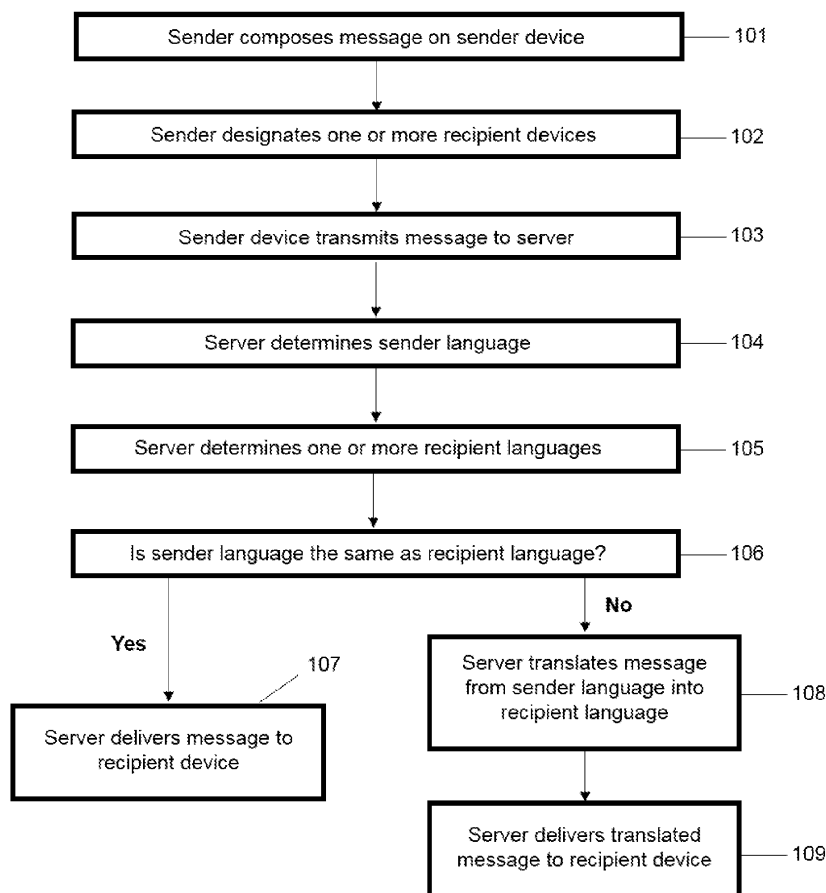 Sender composes message on sender device
101
Sender designates one or more recipient devices
102
Sender device transmits message to server
103
Server determines sender language
104
Server determines one or more recipient languages
105
Is sender language the same as recipient language?
106
Yes
No
107
Server delivers message to
recipient device
Server translates message
from sender language into
recipient language
108
Server delivers translated
message to recipient device
109